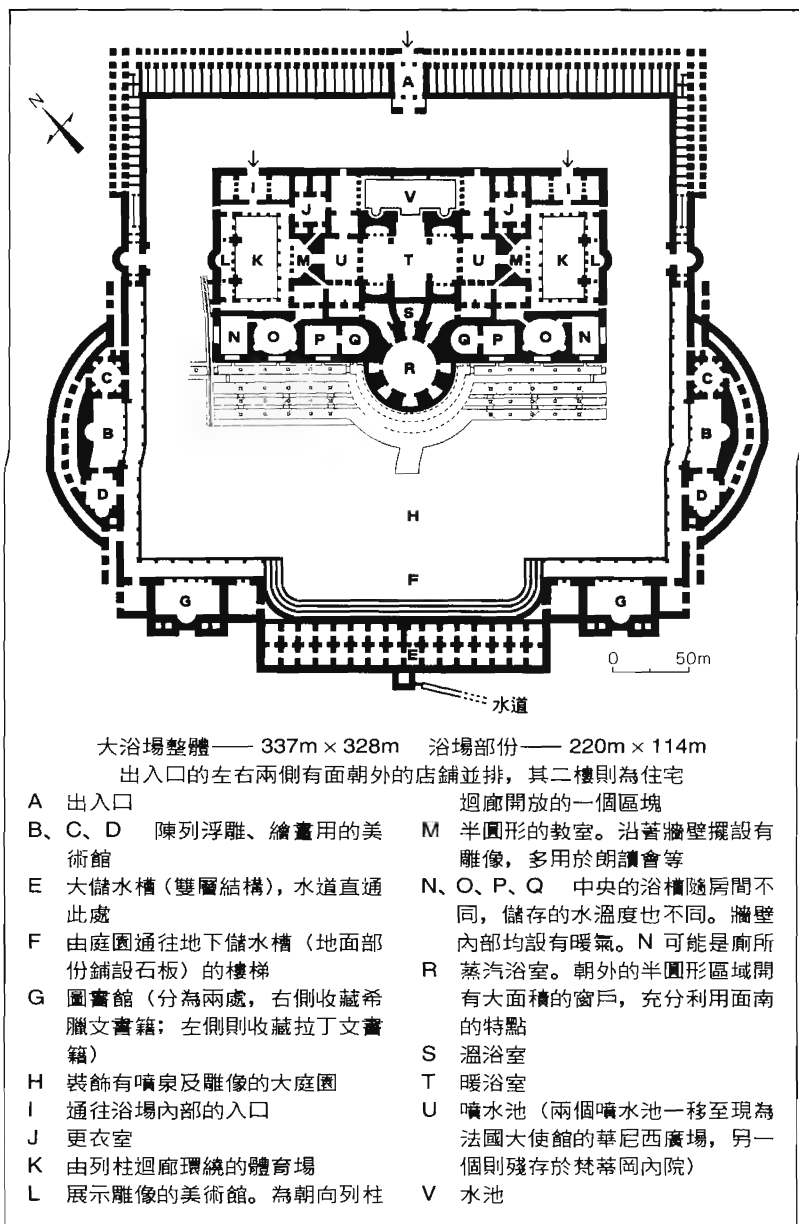 N
A
I
I
V
J
J
L
K
M
U
T
U
M
K
L
S
N
O
P
Q
Q
P
O
N
R
C
C
B
B
D
D
H
F
G
G
E
0 50m
水道
大浴場整體—— 337m × 328m 浴場部份—— 220m × 114m
出入口的左右兩側有面朝外的店鋪並排，其二樓則為住宅
A 出入口
B、C、D 陳列浮雕、繪畫用的美
術館
E 大儲水槽（雙層結構），水道直通
此處
F 由庭園通往地下儲水槽（地面部
份鋪設石板）的樓梯
G 圖書館（分為兩處，右側收藏希
臘文書籍；左側則收藏拉丁文書
籍）
H 裝飾有噴泉及雕像的大庭園
I 通往浴場內部的入口
J 更衣室
K 由列柱迴廊環繞的體育場
L 展示雕像的美術館。為朝向列柱
迴廊開放的一個區塊
M 半圓形的教室。沿著牆壁擺設有
雕像，多用於朗讀會等
N、O、P、Q 中央的浴槽隨房間不
同，儲存的水溫度也不同。牆壁
內部均設有暖氣。N 可能是廁所
R 蒸汽浴室。朝外的半圓形區域開
有大面積的窗戶，充分利用面南
的特點
S 溫浴室
T 暖浴室
U 噴水池（兩個噴水池一移至現為
法國大使館的華尼西廣場，另一
個則殘存於梵蒂岡內院）
V 水池